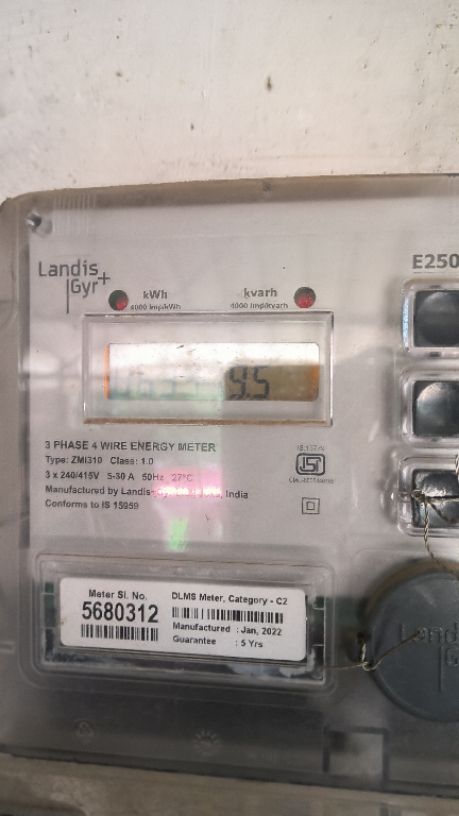 Landis
Gyr+
E250
kWh
4000 imp/kWh
kvarh
4000 imp/kvarh
9.5
3 PHASE 4 WIRE ENERGY METER
Type: ZMI310 Class: 1.0
3 x 240/415V 5-30 A 50Hz 27°C
Manufactured by Landis+ India
Conforms to IS 15959
Meter Sl. No.
5680312
DLMS Meter, Category - C2
Manufactured : Jan, 2022
Guarantee : 5 Yrs